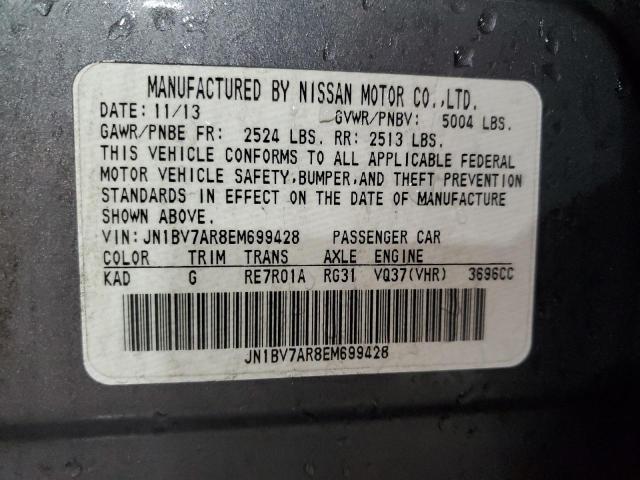 MANUFACTURED BY NISSAN MOTOR CO.,LTD.
DATE: 11/13 GVWR/PNBV: 5004 LBS.
GAWR/PNBE FR: 2524 LBS. RR: 2513 LBS.
THIS VEHICLE CONFORMS TO ALL APPLICABLE FEDERAL
MOTOR VEHICLE SAFETY,BUMPER,AND THEFT PREVENTION
STANDARDS IN EFFECT ON THE DATE OF MANUFACTURE
SHOWN ABOVE.
VIN:JN1BV7AR8EM699428 PASSENGER CAR
COLOR TRIM TRANS AXLE ENGINE
KAD G RE7R01A RG31 VQ37(VHR) 3696CC
JN1BV7AR8EM699428